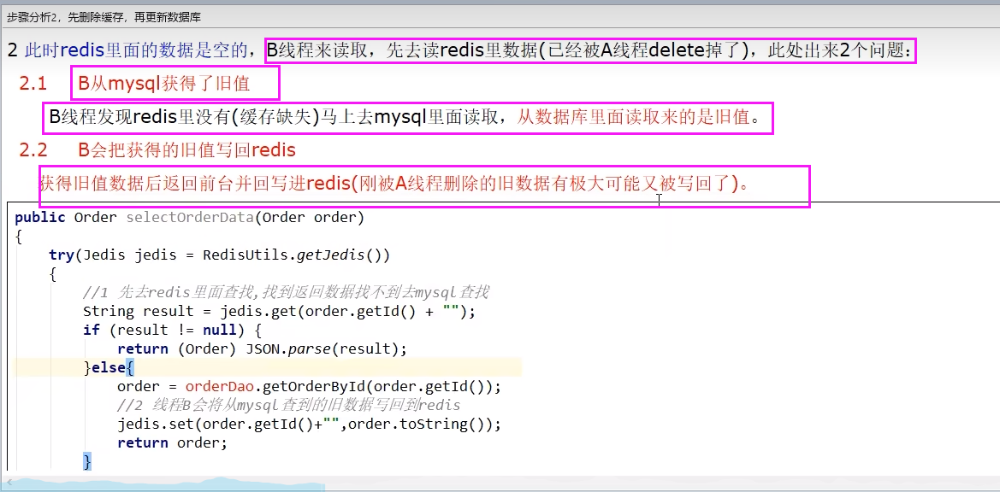 步骤分析2，先删除缓存，再更新数据库
2 此时redis里面的数据是空的，B线程来读取，先去读redis里数据(已经被A线程delete掉了)，此处出来2个问题：
2.1 B从mysql获得了旧值
B线程发现redis里没有(缓存缺失)马上去mysql里面读取，从数据库里面读取来的是旧值。
2.2 B会把获得的旧值写回redis
获得旧值数据后返回前台并回写进redis(刚被A线程删除的旧数据有极大可能又被写回了)。
public Order selectOrderData(Order order)
{
try(Jedis jedis = RedisUtils.getJedis())
{
//1 先去redis里面查找,找到返回数据找不到去mysql查找
String result = jedis.get(order.getId() + "");
if (result != null) {
return (Order) JSON.parse(result);
}else{
order = orderDao.getOrderById(order.getId());
//2 线程B会将从mysql查到的旧数据写回到redis
jedis.set(order.getId()+"",order.toString());
return order;
}